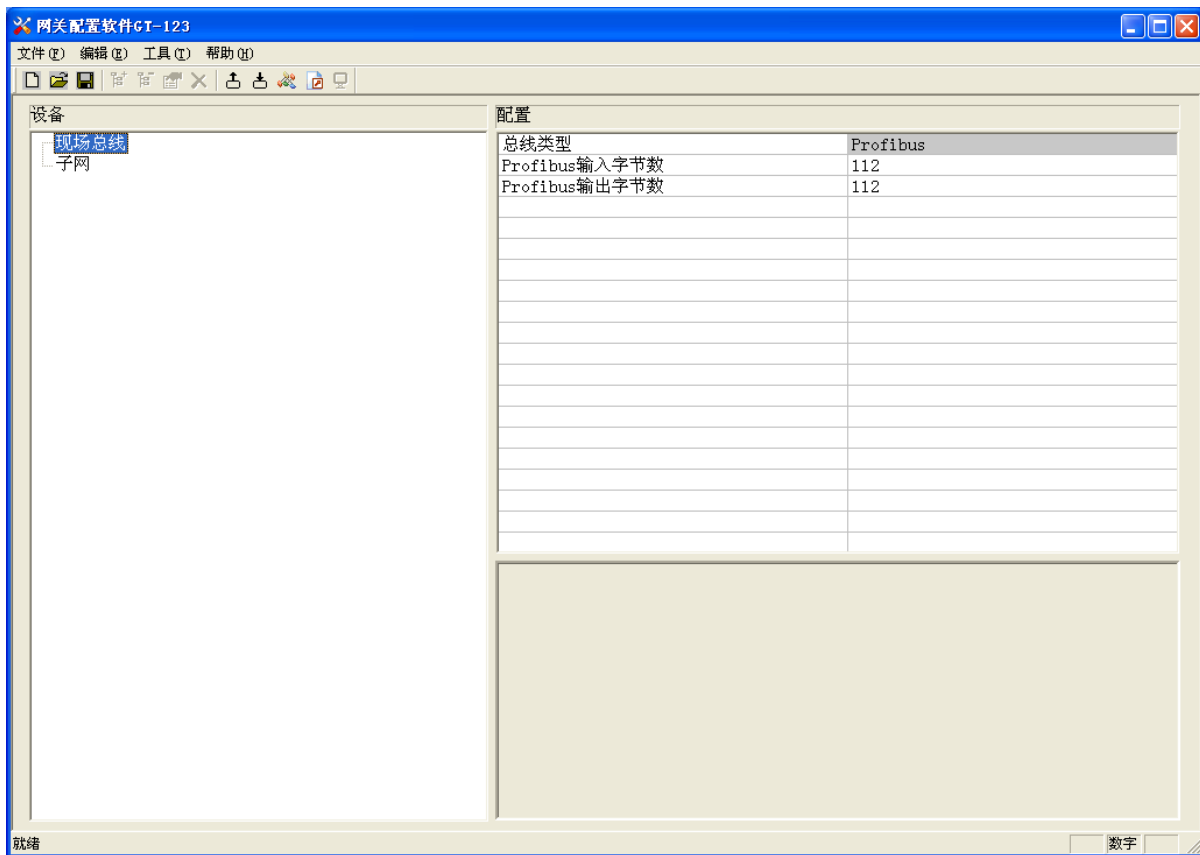 网关配置软件GT-123
文件(F) 编辑(E) 工具(T) 帮助(H)
设备
现场总线
子网
配置
总线类型 Profibus
Profibus输入字节数 112
Profibus输出字节数 112
就绪 数字